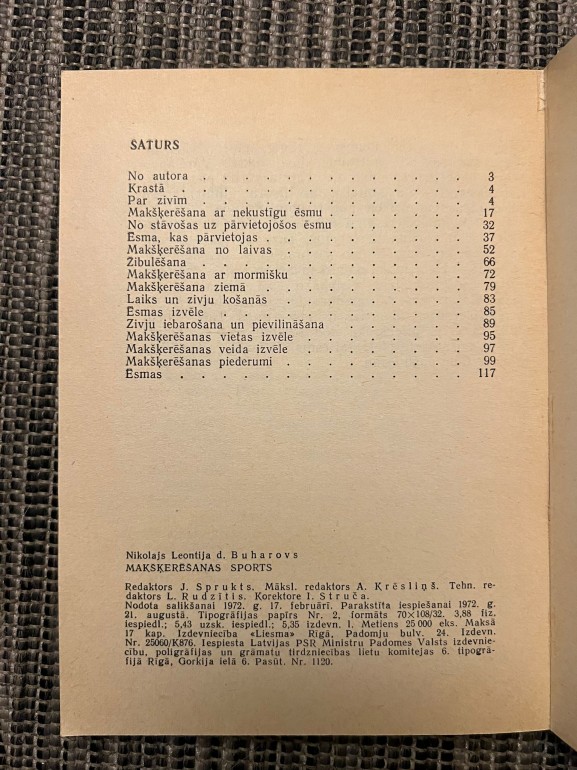 SATURS
No autora . . . . . . . . . . . . . 3
Krastā . . . . . . . . . . . . . . 4
Par zivīm . . . . . . . . . . . . . 4
Makšķerēšana ar nekustīgu ēsmu . . . . . . 17
No stāvošas uz pārvietojošos ēsmu . . . . . 32
Ēsma, kas pārvietojas . . . . . . . . . . 37
Makšķerēšana no laivas . . . . . . . . . 52
Zibulēšana . . . . . . . . . . . . . 66
Makšķerēšana ar mormišku . . . . . . . . 72
Makšķerēšana ziemā . . . . . . . . . . 79
Laiks un zivju košanās . . . . . . . . . 83
Ēsmas izvēle . . . . . . . . . . . . 85
Zivju iebarošana un pievilināšana . . . . . . 89
Makšķerēšanas vietas izvēle . . . . . . . . 95
Makšķerēšanas veida izvēle . . . . . . . . 97
Makšķerēšanas piederumi . . . . . . . . . 99
Ēsmas . . . . . . . . . . . . . . 117
Nikolajs Leontija d. Buharovs
MAKŠĶERĒŠANAS SPORTS
Redaktors J. Sprukts. Māksl. redaktors A. Krēsliņš. Tehn. re-
daktors L. Rudzītis. Korektore I. Struča.
Nodota salikšanai 1972. g. 17. februārī. Parakstīta iespiešanai 1972. g.
21. augustā. Tipogrāfijas papīrs Nr. 2, formāts 70×108/32. 3,88 fiz.
iespiedl.; 5,43 uzsk. iespiedl.; 5,35 izdevn. l. Metiens 25 000 eks. Maksā
17 kap. Izdevniecība «Liesma» Rīgā, Padomju bulv. 24. Izdevn.
Nr. 25060/K876. Iespiesta Latvijas PSR Ministru Padomes Valsts izdevnie-
cību, poligrāfijas un grāmatu tirdzniecības lietu komitejas 6. tipogrā-
fijā Rīgā, Gorkija ielā 6. Pasūt. Nr. 1120.